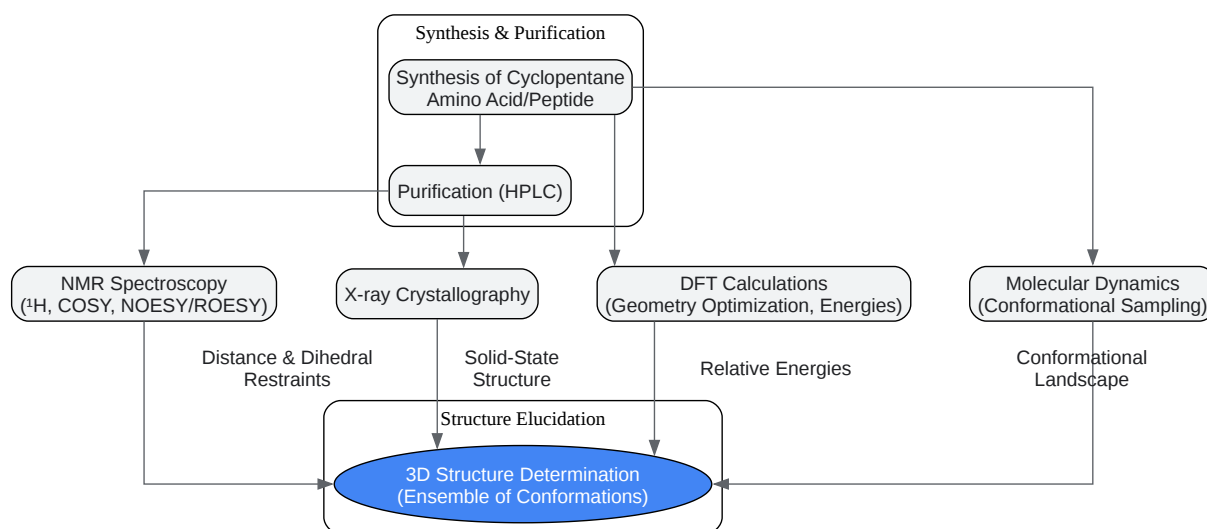 Synthesis & Purification
Synthesis of Cyclopentane
Amino Acid/Peptide
Purification (HPLC)
NMR Spectroscopy
(¹H, COSY, NOESY/ROESY)
X-ray Crystallography
DFT Calculations
(Geometry Optimization, Energies)
Molecular Dynamics
(Conformational Sampling)
Distance & Dihedral
Restraints
Solid-State
Structure
Relative Energies
Conformational
Landscape
Structure Elucidation
3D Structure Determination
(Ensemble of Conformations)